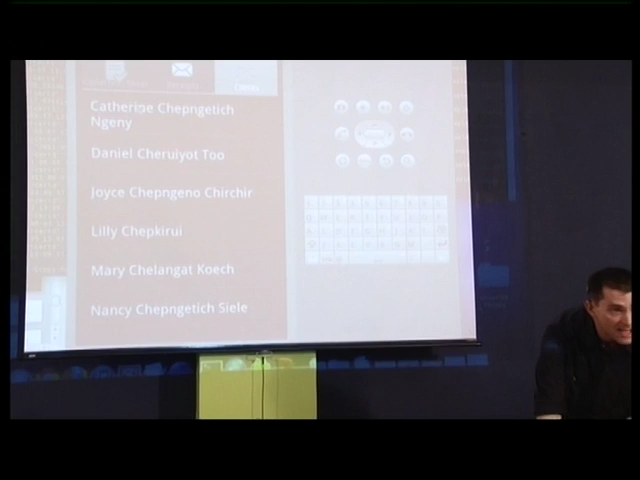 Catherine Chepngetich
Ngeny
Daniel Cheruiyot Too
Joyce Chepngeno Chirchir
Lilly Chepkirui
Mary Chelangat Koech
Nancy Chepngetich Siele